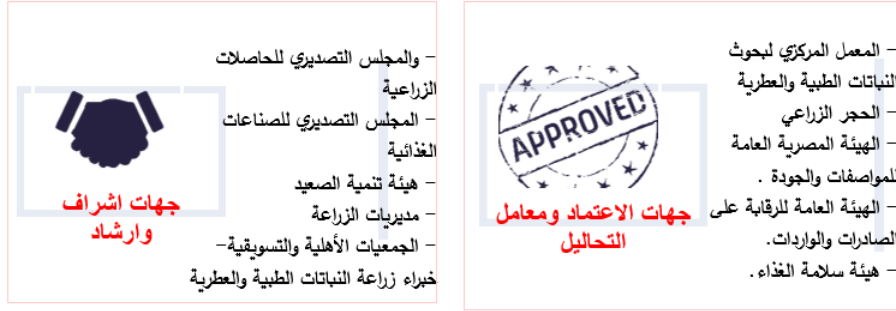 - المعمل المركزي لبحوث
النباتات الطبية والعطرية
- الحجر الزراعي
- الهيئة المصرية العامة
للمواصفات والجودة .
- الهيئة العامة للرقابة على
الصادرات والواردات.
- هيئة سلامة الغذاء.
APPROVED
جهات الاعتماد ومعامل
التحاليل
- والمجلس التصديري للحاصلات
الزراعية
- المجلس التصديري للصناعات
الغذائية
- هيئة تنمية الصعيد
- مديريات الزراعة
- الجمعيات الأهلية والتسويقية-
خبراء زراعة النباتات الطبية والعطرية
جهات اشراف
وارشاد